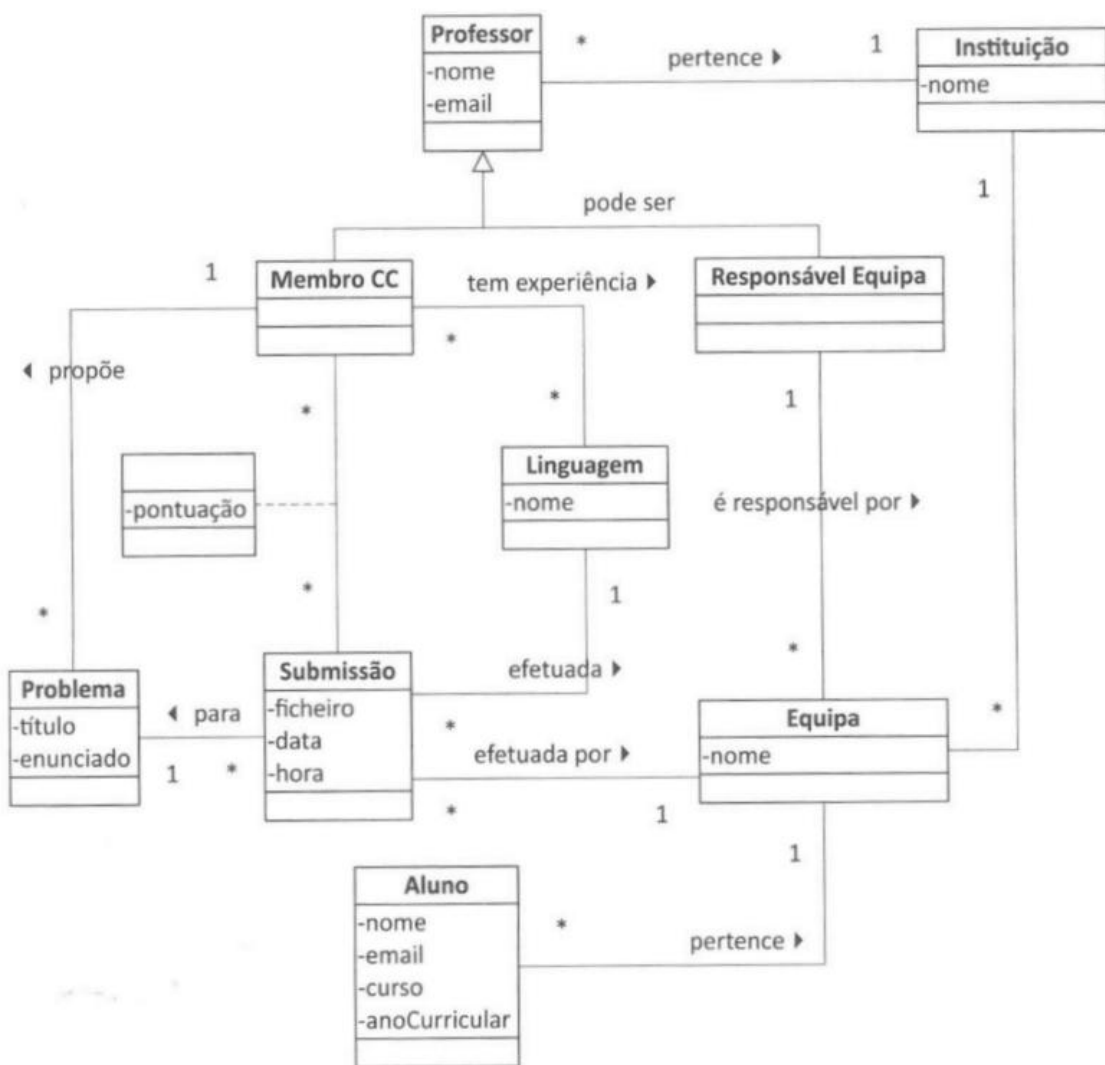 Professor
-nome
-email
*
pertence ▶
1
Instituição
-nome
1
pode ser
1
Membro CC
tem experiência ▶
Responsável Equipa
*
1
◀ propõe
*
*
Linguagem
-nome
-pontuação
é responsável por ▶
*
*
1
*
Problema
-título
-enunciado
◀ para
1
*
Submissão
-ficheiro
-data
-hora
efetuada ▶
*
efetuada por ▶
*
1
Equipa
-nome
*
1
Aluno
-nome
-email
-curso
-anoCurricular
*
pertence ▶